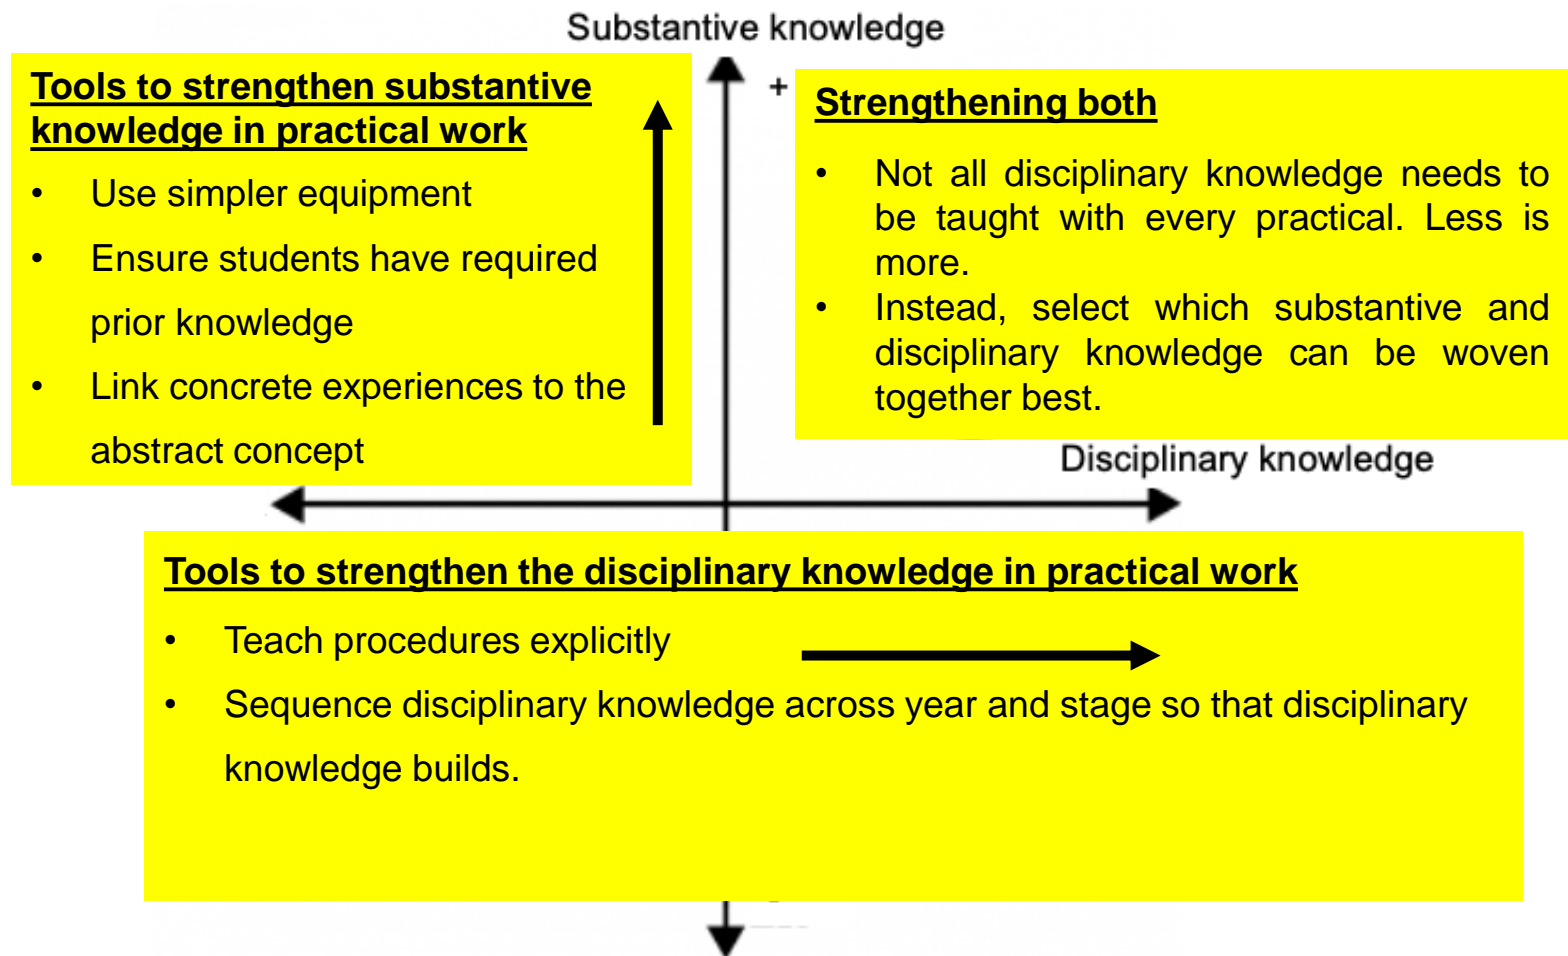 Substantive knowledge
+
Tools to strengthen substantive
knowledge in practical work
• Use simpler equipment
• Ensure students have required
prior knowledge
• Link concrete experiences to the
abstract concept
Strengthening both
• Not all disciplinary knowledge needs to
be taught with every practical. Less is
more.
• Instead, select which substantive and
disciplinary knowledge can be woven
together best.
Disciplinary knowledge
Tools to strengthen the disciplinary knowledge in practical work
• Teach procedures explicitly
• Sequence disciplinary knowledge across year and stage so that disciplinary
knowledge builds.